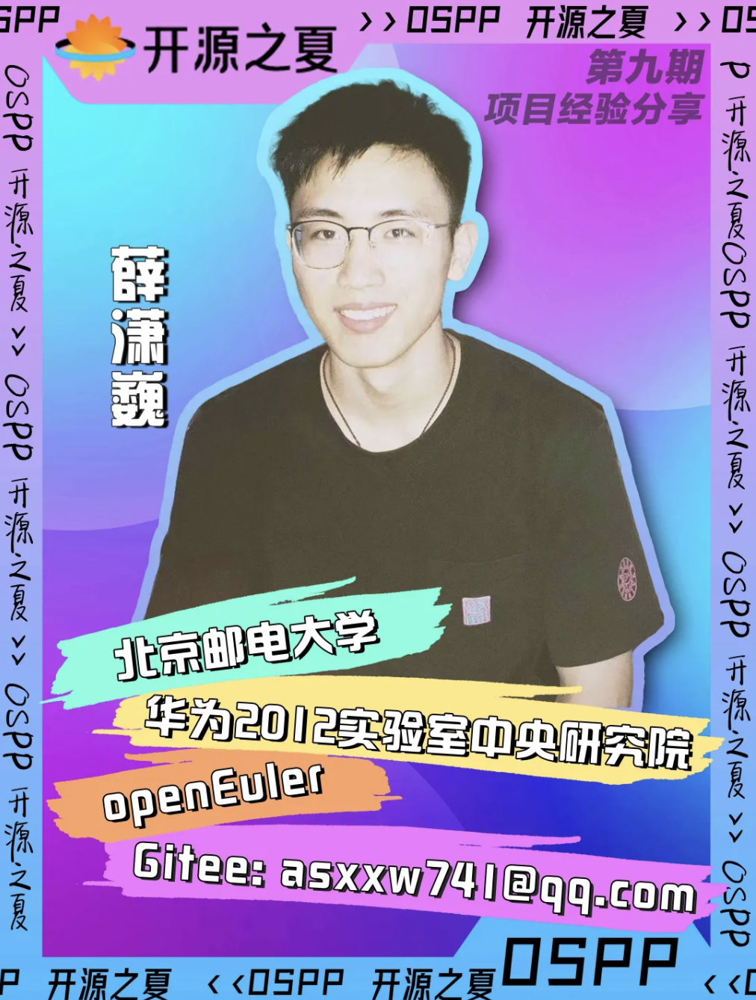 OSPP
>>OSPP 开源之夏 >>OS
开源之夏
第九期
项目经验分享
OSPP 开源之夏 >> OSPP 开源之夏 >> OSPP 开源之夏
P 开源之夏OSPP 开源之夏 >> OSPP 开源之夏 >> OSPP
薛潇巍
北京邮电大学
华为2012实验室中央研究院
openEuler
Gitee: asxxw741@qq.com
OSPP
P 开源之夏 <<OSPP 开源之夏 <<O